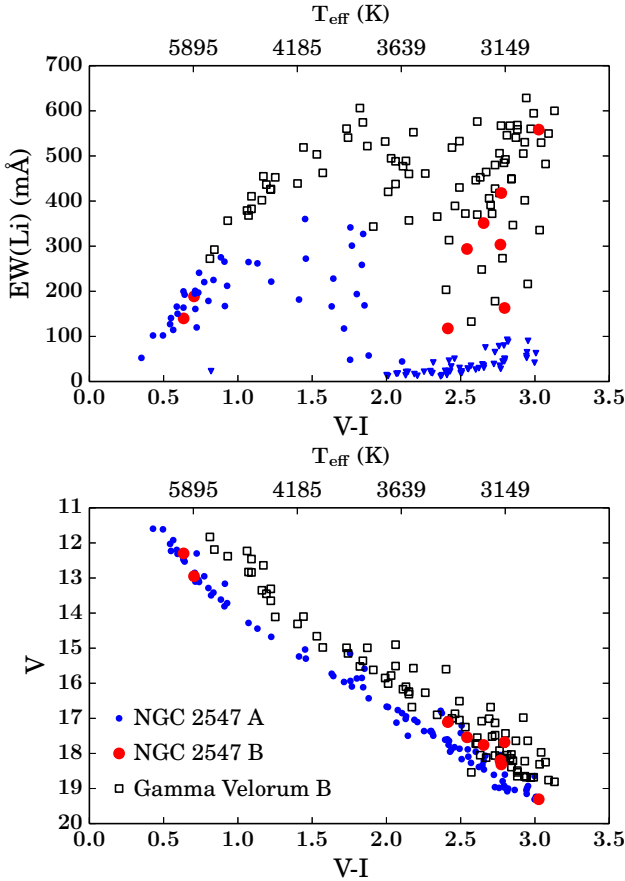 T_eff (K)
5895 4185 3639 3149
700
600
500
400
300
200
100
0
EW(Li) (mÅ)
0.0 0.5 1.0 1.5 2.0 2.5 3.0 3.5
V-I
T_eff (K)
5895 4185 3639 3149
11
12
13
14
15
16
17
18
19
20
V
NGC 2547 A
NGC 2547 B
Gamma Velorum B
0.0 0.5 1.0 1.5 2.0 2.5 3.0 3.5
V-I